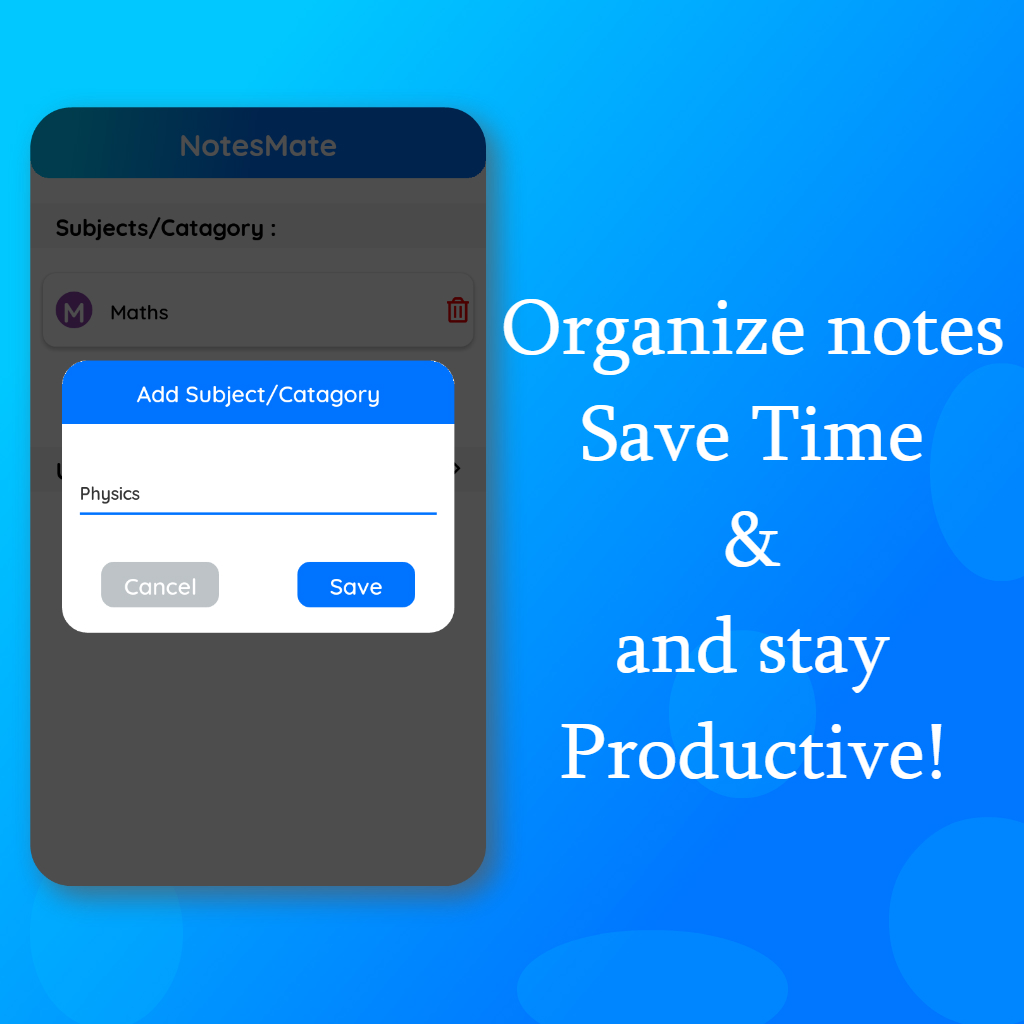 NotesMate
Subjects/Catagory :
M
Maths
Add Subject/Catagory
Physics
Cancel
Save
Organize notes
Save Time
&
and stay
Productive!